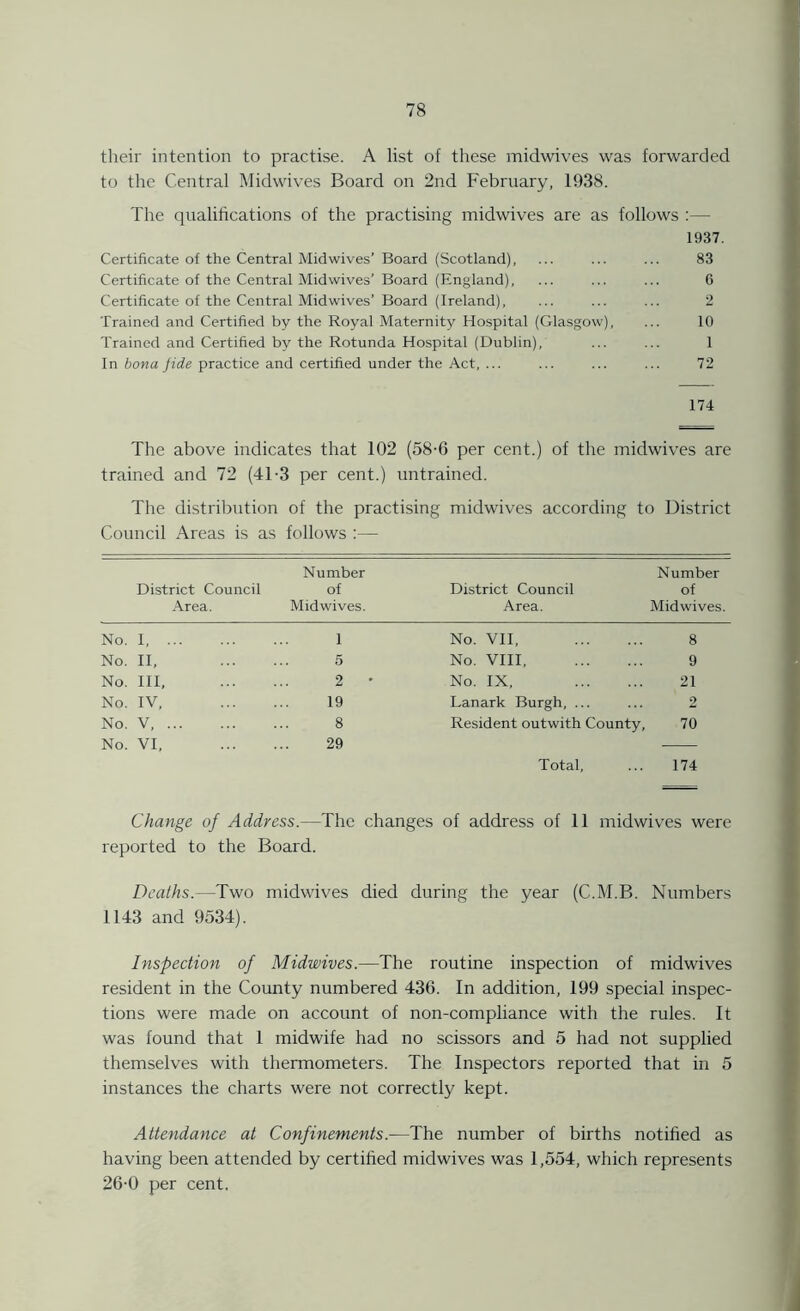 78
their intention to practise. A list of these midwives was forwarded
to the Central Midwives Board on 2nd February, 1938.
The qualifications of the practising midwives are as follows :—
1937.
Certificate of the Central Midwives' Board (Scotland), ... ... ... 83
Certificate of the Central Midwives' Board (England), ... ... ... 6
Certificate of the Central Midwives' Board (Ireland), ... ... ... 2
Trained and Certified by the Royal Maternity Hospital (Glasgow), ... 10
Trained and Certified by the Rotunda Hospital (Dublin), ... ... 1
In bona fide practice and certified under the Act, ... ... ... ... 72
174
The above indicates that 102 (58·6 per cent.) of the midwives are
trained and 72 (41·3 per cent.) untrained.
The distribution of the practising midwives according to District
Council Areas is as follows :—
Number Number
District Council of District Council of
Area. Midwives. Area. Midwives.
No. I, ... ... ... 1 No. VII, ... ... 8
No. II, ... ... 5 No. VIII, ... ... 9
No. III, ... ... 2 No. IX, ... ... 21
No. IV, ... ... 19 Lanark Burgh, ... ... 2
No. V, ... ... ... 8 Resident outwith County, 70
No. VI, ... ... 29
Total, ... 174
Change of Address.—The changes of address of 11 midwives were
reported to the Board.
Deaths.—Two midwives died during the year (C.M.B. Numbers
1143 and 9534).
Inspection of Midwives.—The routine inspection of midwives
resident in the County numbered 436. In addition, 199 special inspec-
tions were made on account of non-compliance with the rules. It
was found that 1 midwife had no scissors and 5 had not supplied
themselves with thermometers. The Inspectors reported that in 5
instances the charts were not correctly kept.
Attendance at Confinements.—The number of births notified as
having been attended by certified midwives was 1,554, which represents
26·0 per cent.